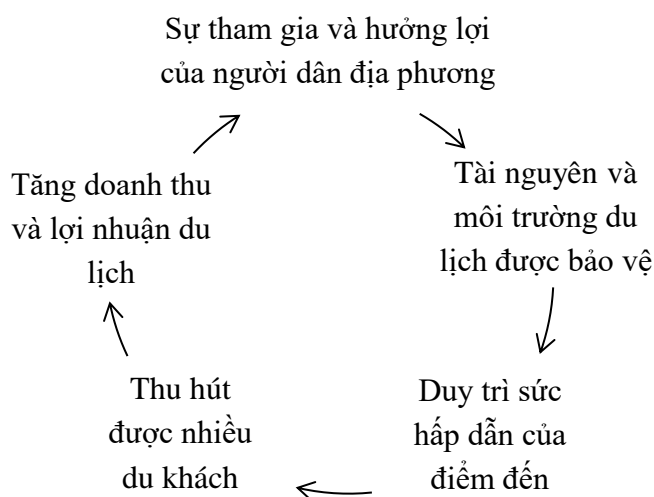 Sự tham gia và hưởng lợi
của người dân địa phương
Tài nguyên và
môi trường du
lịch được bảo vệ
Duy trì sức
hấp dẫn của
điểm đến
Thu hút
được nhiều
du khách
Tăng doanh thu
và lợi nhuận du
lịch